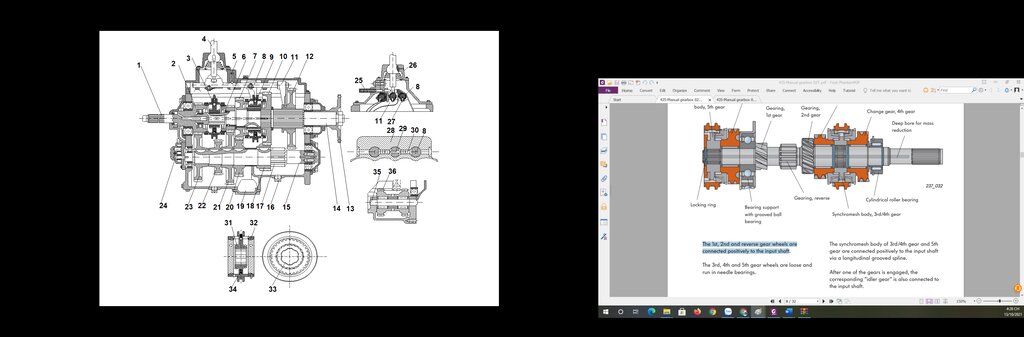 4
1
2
3
5 6 7 8 9 10 11 12
26
25
8
11 27
28 29 30 8
35 36
24
23 22 21 20 19 18 17 16 15
14 13
31 32
34
33
File Home Convert Edit Organize Comment View Form Protect Share Connect Accessibility Help Tutorial
Start
body, 5th gear
Gearing,
1st gear
Gearing,
2nd gear
Change gear, 4th gear
Deep bore for mass
reduction
237_032
Locking ring
Bearing support
with grooved ball
bearing
Gearing, reverse
Cylindrical roller bearing
Synchromesh body, 3rd/4th gear
The 1st, 2nd and reverse gear wheels are
connected positively to the input shaft.
The 3rd, 4th and 5th gear wheels are loose and
run in needle bearings.
The synchromesh body of 3rd/4th gear and 5th
gear are connected positively to the input shaft
via a longitudinal grooved spline.
After one of the gears is engaged, the
corresponding "idler gear" is also connected to
the input shaft.
150%
4:28 CH